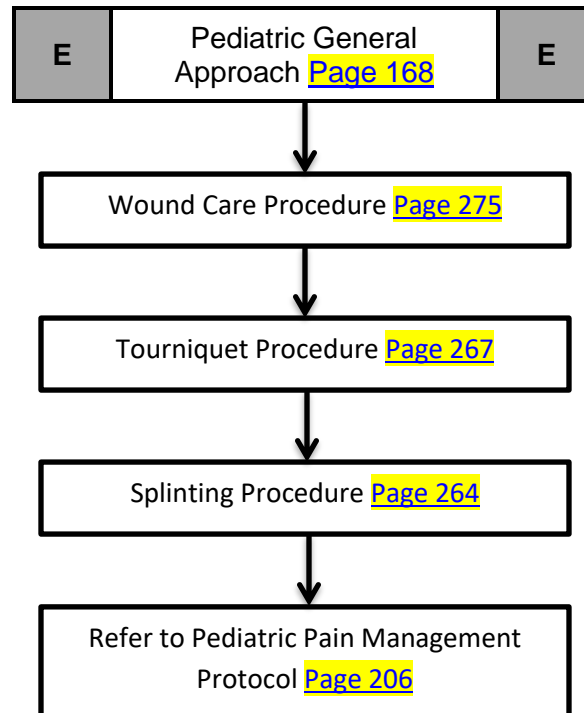 E
Pediatric General
Approach Page 168
E
Wound Care Procedure Page 275
Tourniquet Procedure Page 267
Splinting Procedure Page 264
Refer to Pediatric Pain Management
Protocol Page 206